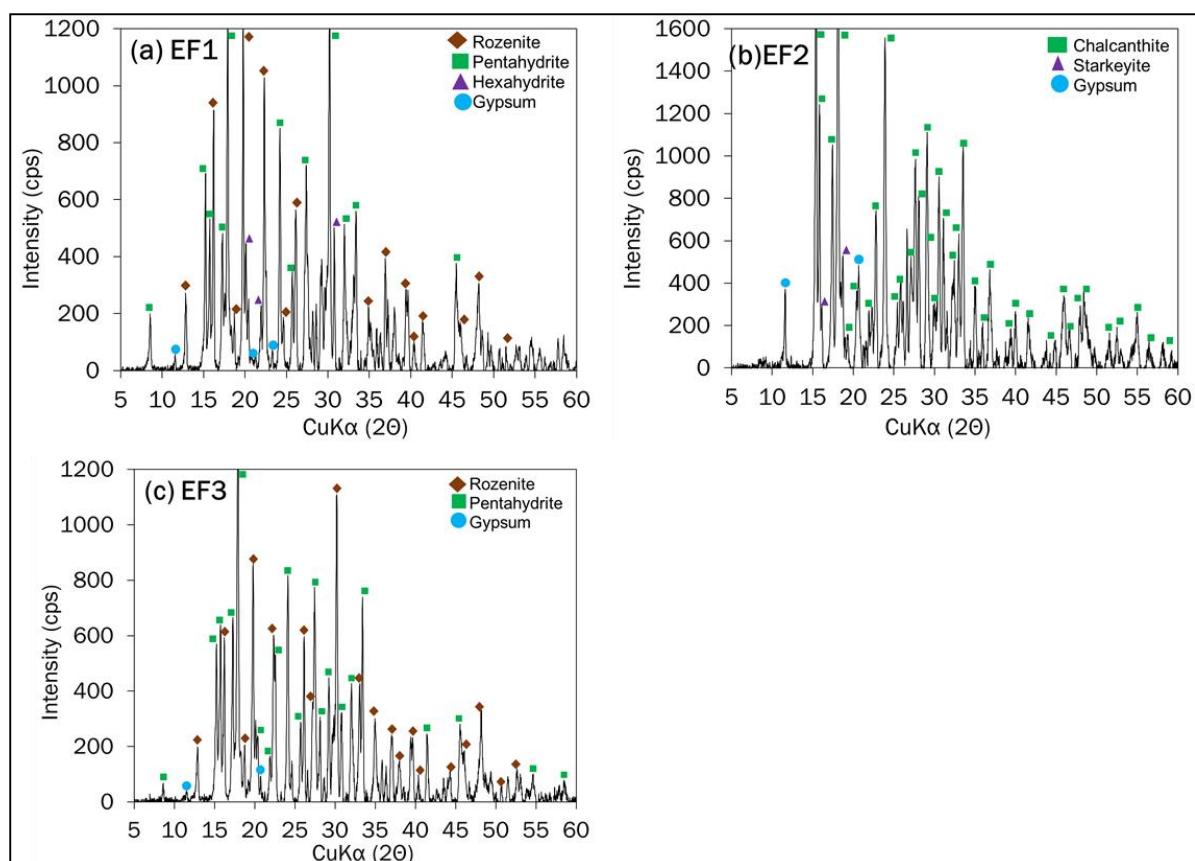 (a) EF1
Rozenite
Pentahydrite
Hexahydrite
Gypsum
Intensity (cps)
1200
1000
800
600
400
200
0
5 10 15 20 25 30 35 40 45 50 55 60
CuKα (2Θ)
(b)EF2
Chalcanthite
Starkeyite
Gypsum
Intensity (cps)
1600
1400
1200
1000
800
600
400
200
0
5 10 15 20 25 30 35 40 45 50 55 60
CuKα (2Θ)
(c) EF3
Rozenite
Pentahydrite
Gypsum
Intensity (cps)
1200
1000
800
600
400
200
0
5 10 15 20 25 30 35 40 45 50 55 60
CuKα (2Θ)